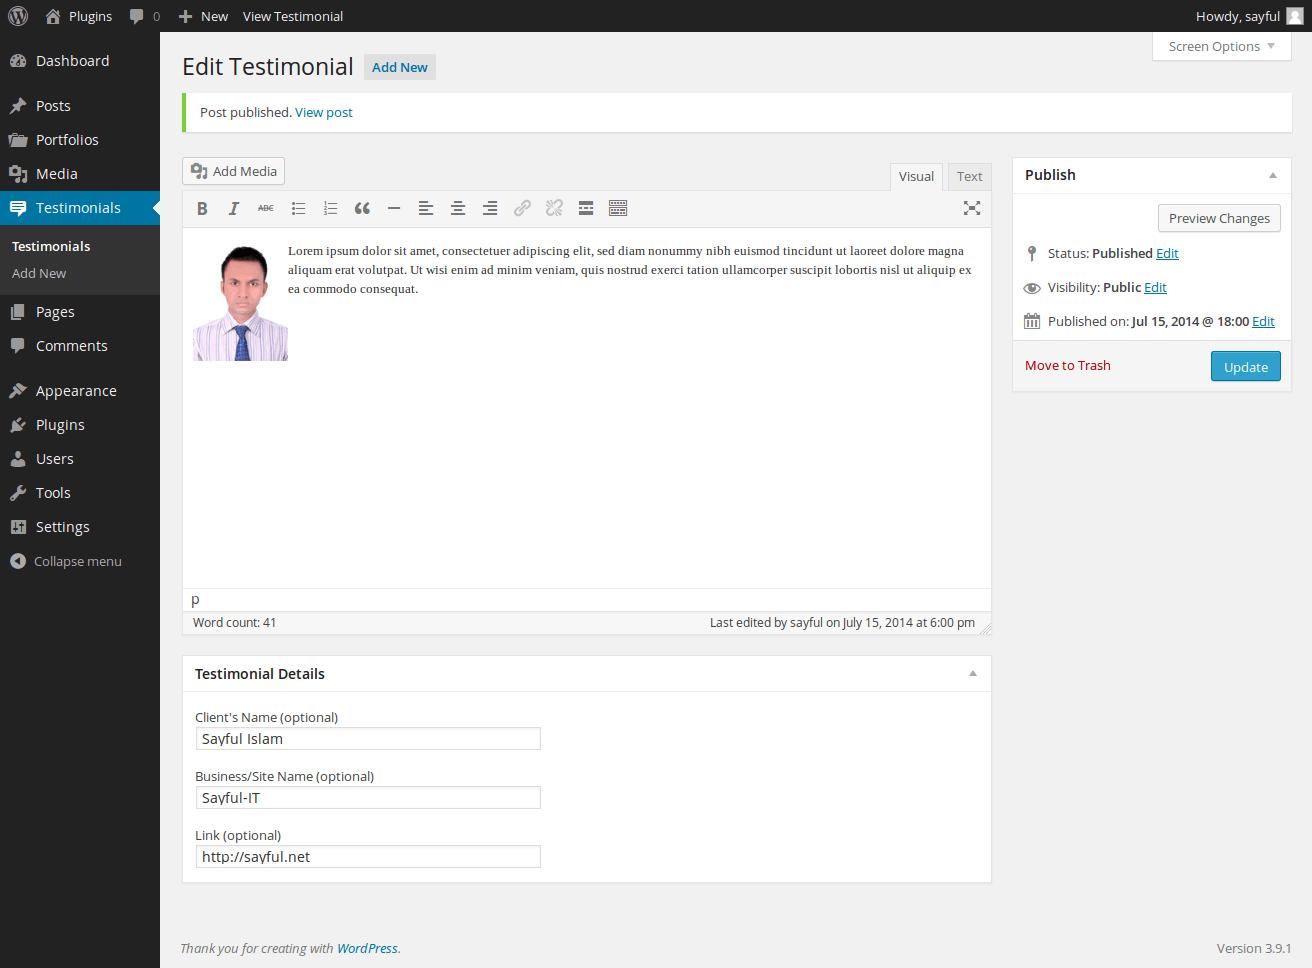 Plugins 0 New View Testimonial Howdy, sayful
Dashboard
Posts
Portfolios
Media
Testimonials
Testimonials
Add New
Pages
Comments
Appearance
Plugins
Users
Tools
Settings
Collapse menu
Screen Options
Edit Testimonial Add New
Post published. View post
Add Media
Visual Text
B I ABC
Lorem ipsum dolor sit amet, consectetuer adipiscing elit, sed diam nonummy nibh euismod tincidunt ut laoreet dolore magna
aliquam erat volutpat. Ut wisi enim ad minim veniam, quis nostrud exerci tation ullamcorper suscipit lobortis nisl ut aliquip ex
ea commodo consequat.
p
Word count: 41 Last edited by sayful on July 15, 2014 at 6:00 pm
Publish
Preview Changes
Status: Published Edit
Visibility: Public Edit
Published on: Jul 15, 2014 @ 18:00 Edit
Move to Trash Update
Testimonial Details
Client's Name (optional)
Sayful Islam
Business/Site Name (optional)
Sayful-IT
Link (optional)
http://sayful.net
Thank you for creating with WordPress. Version 3.9.1